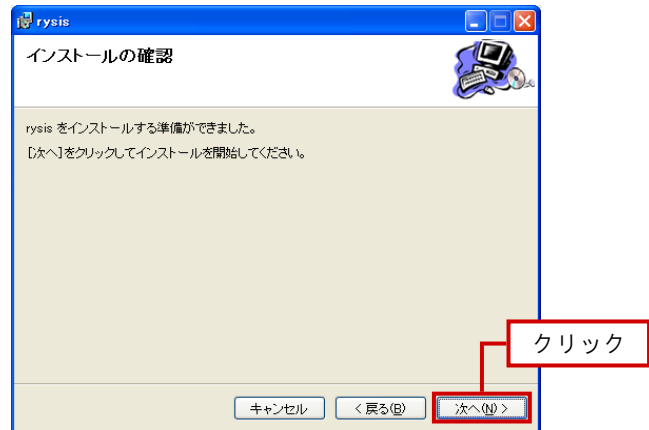 rysis
インストールの確認
rysis をインストールする準備ができました。
[次へ]をクリックしてインストールを開始してください。
クリック
キャンセル
< 戻る(B)
次へ(N) >